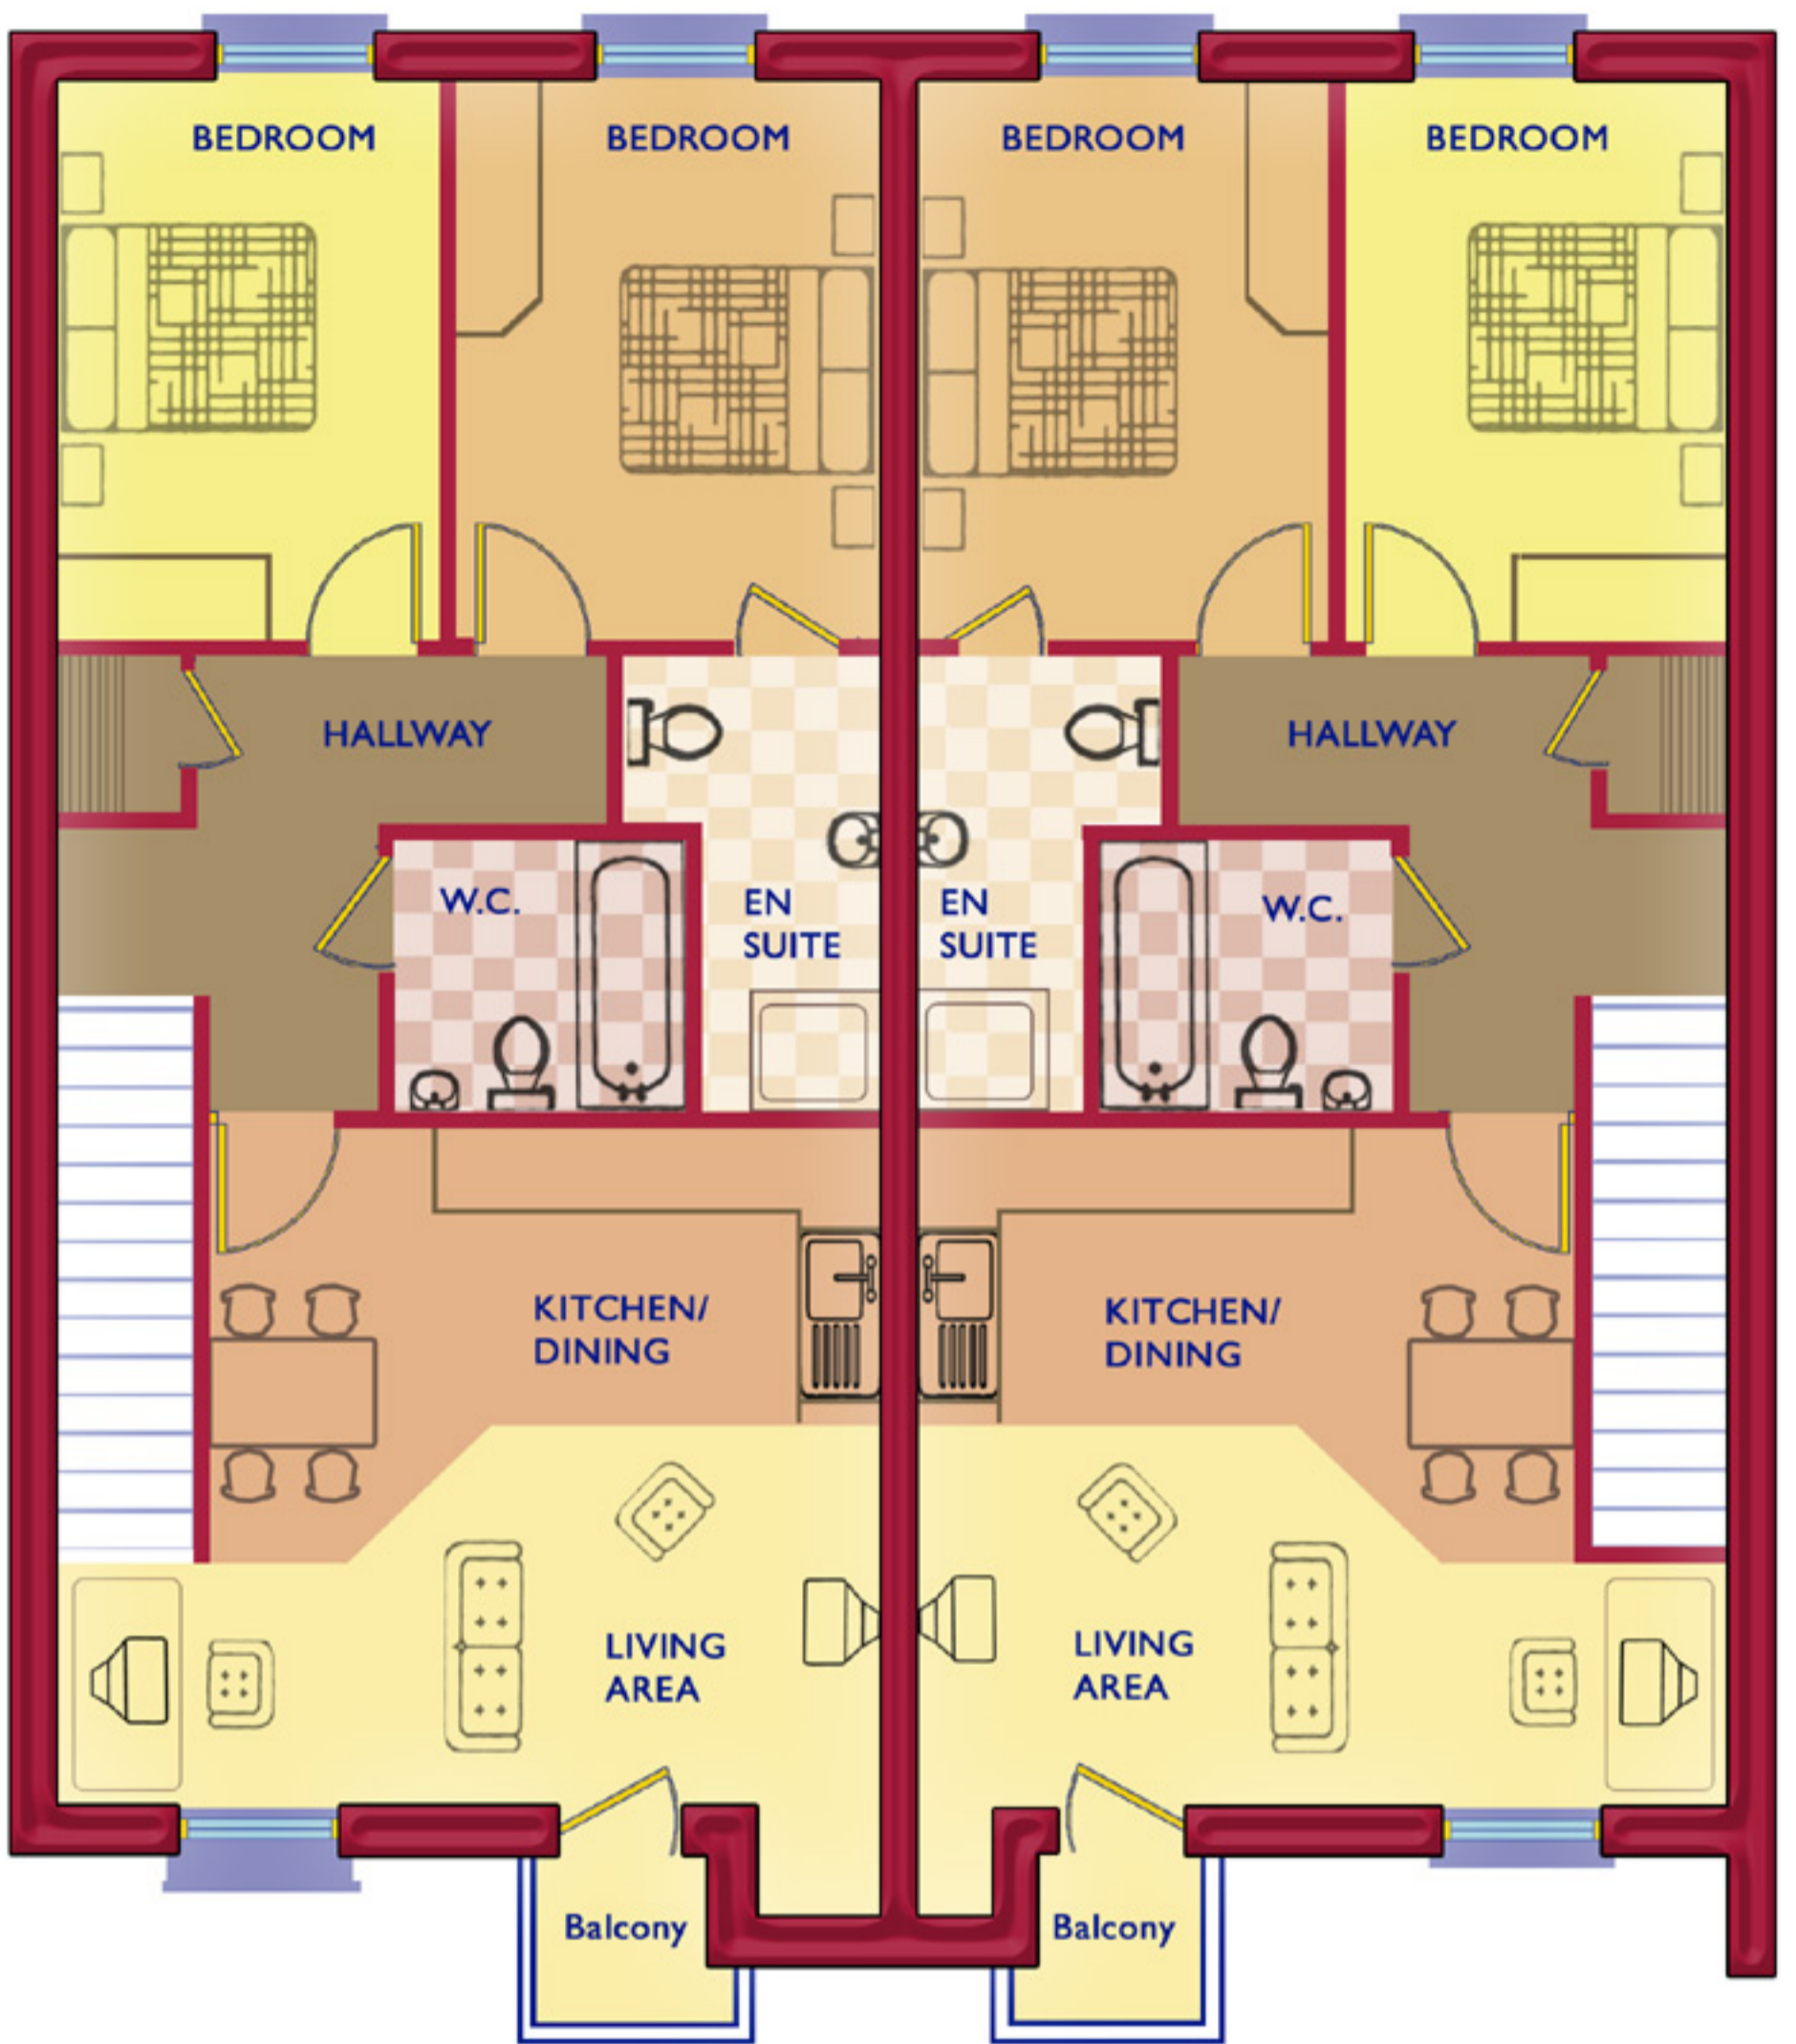 BEDROOM
BEDROOM
BEDROOM
BEDROOM
HALLWAY
HALLWAY
W.C.
EN
SUITE
EN
SUITE
W.C.
KITCHEN/
DINING
KITCHEN/
DINING
LIVING
AREA
LIVING
AREA
Balcony
Balcony